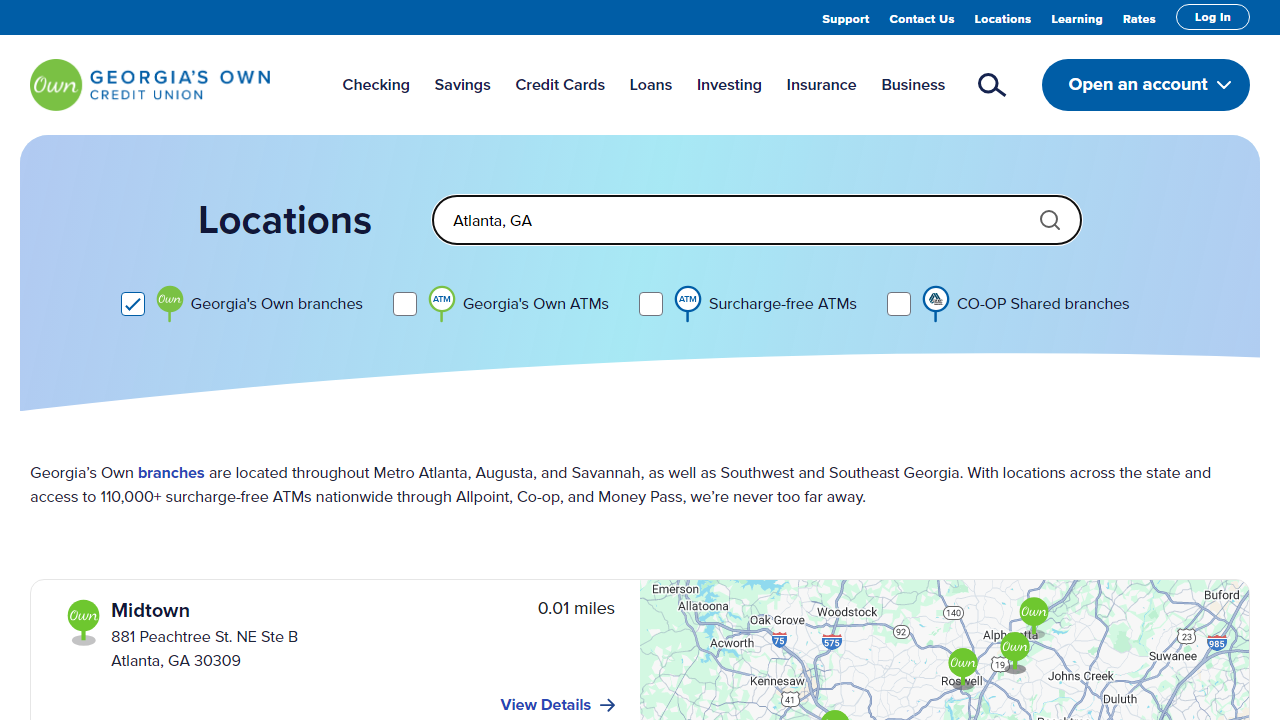 Support Contact Us Locations Learning Rates Log In
Own GEORGIA'S OWN
CREDIT UNION
Checking Savings Credit Cards Loans Investing Insurance Business Open an account
Locations
Atlanta, GA
Own Georgia's Own branches ATM Georgia's Own ATMs ATM Surcharge-free ATMs CO-OP Shared branches
Georgia's Own branches are located throughout Metro Atlanta, Augusta, and Savannah, as well as Southwest and Southeast Georgia. With locations across the state and
access to 110,000+ surcharge-free ATMs nationwide through Allpoint, Co-op, and Money Pass, we're never too far away.
Own Midtown 0.01 miles
881 Peachtree St. NE Ste B
Atlanta, GA 30309
View Details
Emerson
Allatoona
Woodstock
140
Own
Buford
Oak Grove
92
Acworth
75
575
Own
23
985
Suwanee
Own
19
Kennesaw
Johns Creek
41
Duluth